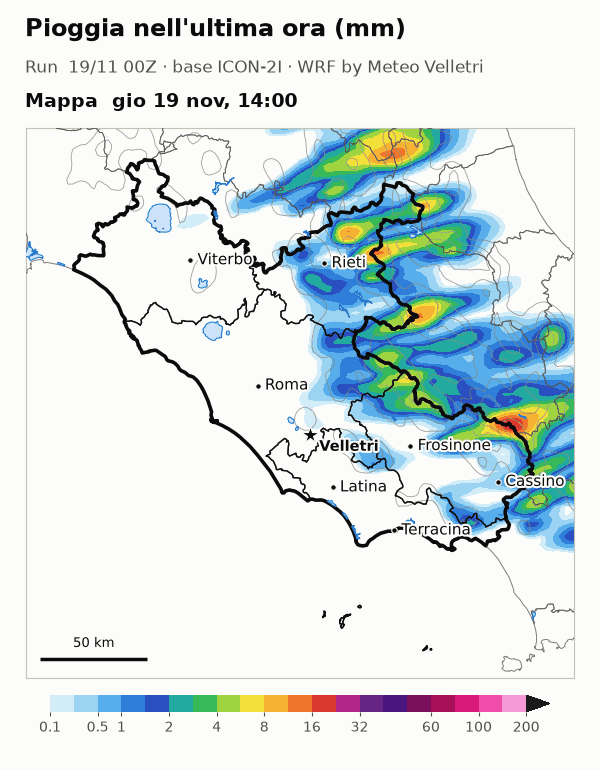 Pioggia nell'ultima ora (mm)
Run  19/11 00Z · base ICON-2I · WRF by Meteo Velletri
Mappa  gio 19 nov, 14:00
Viterbo
Rieti
Roma
Velletri
Frosinone
Cassino
Latina
Terracina
50 km
0.1 0.5 1 2 4 8 16 32 60 100 200